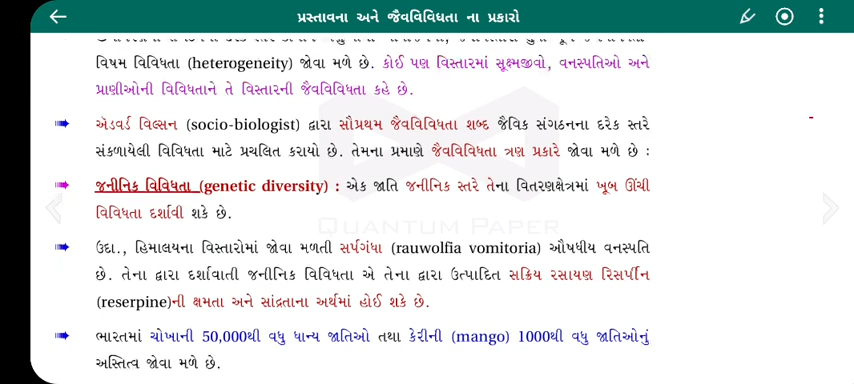 પ્રસ્તાવના અને જૈવવિવિધતા ના પ્રકારો
વિષમ વિવિધતા (heterogeneity) જોવા મળે છે. કોઈ પણ વિસ્તારમાં સૂક્ષ્મજીવો, વનસ્પતિઓ અને
પ્રાણીઓની વિવિધતાને તે વિસ્તારની જૈવવિવિધતા કહે છે.
ઍડવર્ડ વિલ્સન (socio-biologist) દ્વારા સૌપ્રથમ જૈવવિવિધતા શબ્દ જૈવિક સંગઠનના દરેક સ્તરે
સંકળાયેલી વિવિધતા માટે પ્રચલિત કરાયો છે. તેમના પ્રમાણે જૈવવિવિધતા ત્રણ પ્રકારે જોવા મળે છે :
જનીનિક વિવિધતા (genetic diversity) : એક જાતિ જનીનિક સ્તરે તેના વિતરણક્ષેત્રમાં ખૂબ ઊંચી
વિવિધતા દર્શાવી શકે છે.
QUANTUM PAPER
ઉદા., હિમાલયના વિસ્તારોમાં જોવા મળતી સર્પગંધા (rauwolfia vomitoria) ઔષધીય વનસ્પતિ
છે. તેના દ્વારા દર્શાવાતી જનીનિક વિવિધતા એ તેના દ્વારા ઉત્પાદિત સક્રિય રસાયણ રિસર્પીન
(reserpine)ની ક્ષમતા અને સાંદ્રતાના અર્થમાં હોઈ શકે છે.
ભારતમાં ચોખાની 50,000થી વધુ ધાન્ય જાતિઓ તથા કેરીની (mango) 1000થી વધુ જાતિઓનું
અસ્તિત્વ જોવા મળે છે.